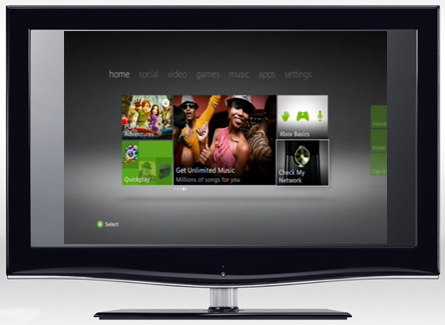 home social video games music apps settings
Adventures
Get Unlimited Music
Millions of songs for you
Xbox Basics
Quickplay
Check My
Network
A Select